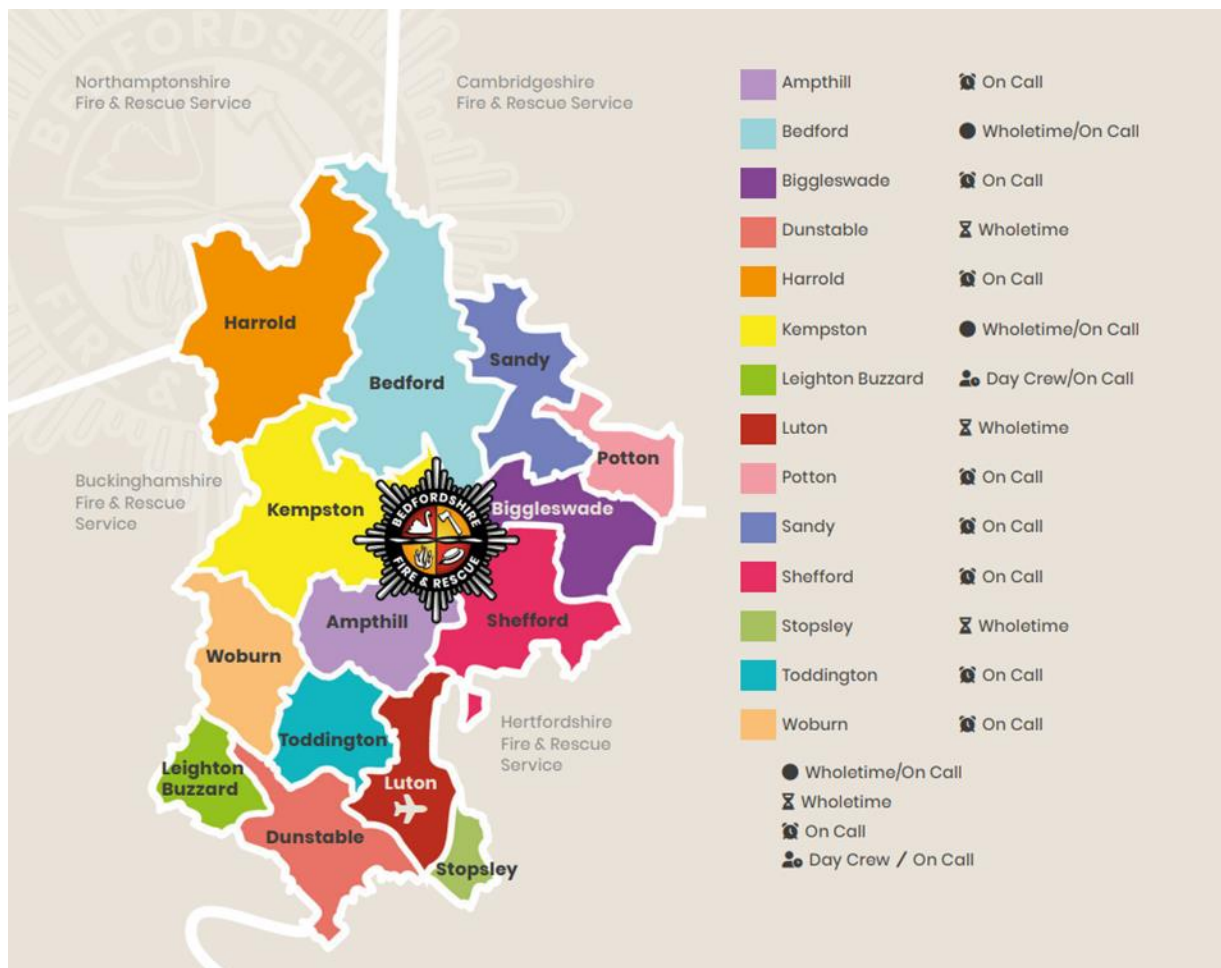 BEDFORDSHIRE
FIRE &
Northamptonshire
Fire & Rescue Service
Cambridgeshire
Fire & Rescue Service
Harrold
Bedford
Sandy
Potton
Buckinghamshire
Fire & Rescue
Service
Kempston
Biggleswade
BEDFORDSHIRE
FIRE & RESCUE
Ampthill
Shefford
Woburn
Hertfordshire
Fire & Rescue
Service
Toddington
Leighton
Buzzard
Luton
Dunstable
Stopsley
Ampthill On Call
Bedford Wholetime/On Call
Biggleswade On Call
Dunstable Wholetime
Harrold On Call
Kempston Wholetime/On Call
Leighton Buzzard Day Crew/On Call
Luton Wholetime
Potton On Call
Sandy On Call
Shefford On Call
Stopsley Wholetime
Toddington On Call
Woburn On Call
Wholetime/On Call
Wholetime
On Call
Day Crew / On Call